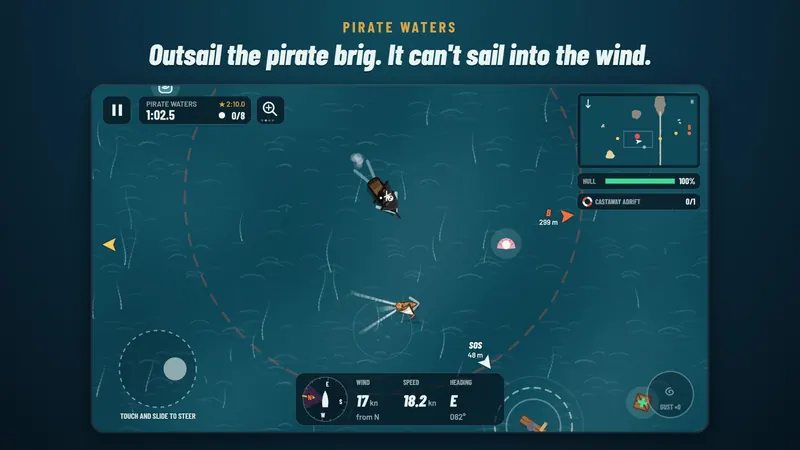 PIRATE WATERS
Outsail the pirate brig. It can't sail into the wind.
PIRATE WATERS
★ 2:10.0
1:02.5
0/8
HULL
100%
CASTAWAY ADRIFT
0/1
8
299 m
SOS
48 m
TOUCH AND SLIDE TO STEER
E
N
S
W
WIND
SPEED
HEADING
17 kn
18.2 kn
E
from N
082°
GUST ×0